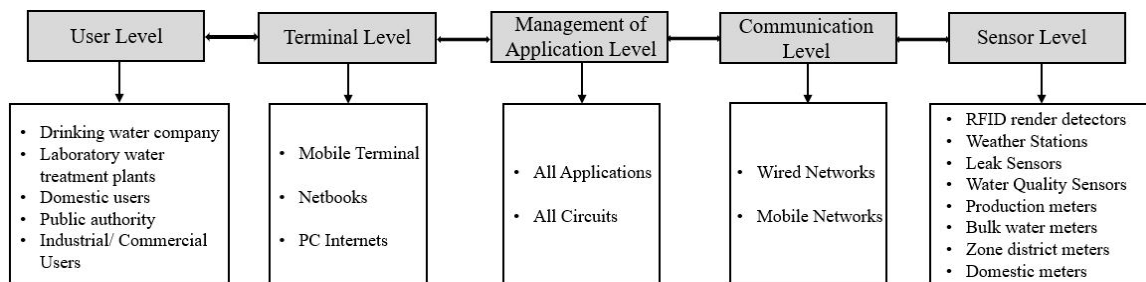 User Level
Terminal Level
Management of
Application Level
Communication
Level
Sensor Level
• Drinking water company
• Laboratory water
treatment plants
• Domestic users
• Public authority
• Industrial/ Commercial
Users
• Mobile Terminal
• Netbooks
• PC Internets
• All Applications
• All Circuits
• Wired Networks
• Mobile Networks
• RFID render detectors
• Weather Stations
• Leak Sensors
• Water Quality Sensors
• Production meters
• Bulk water meters
• Zone district meters
• Domestic meters